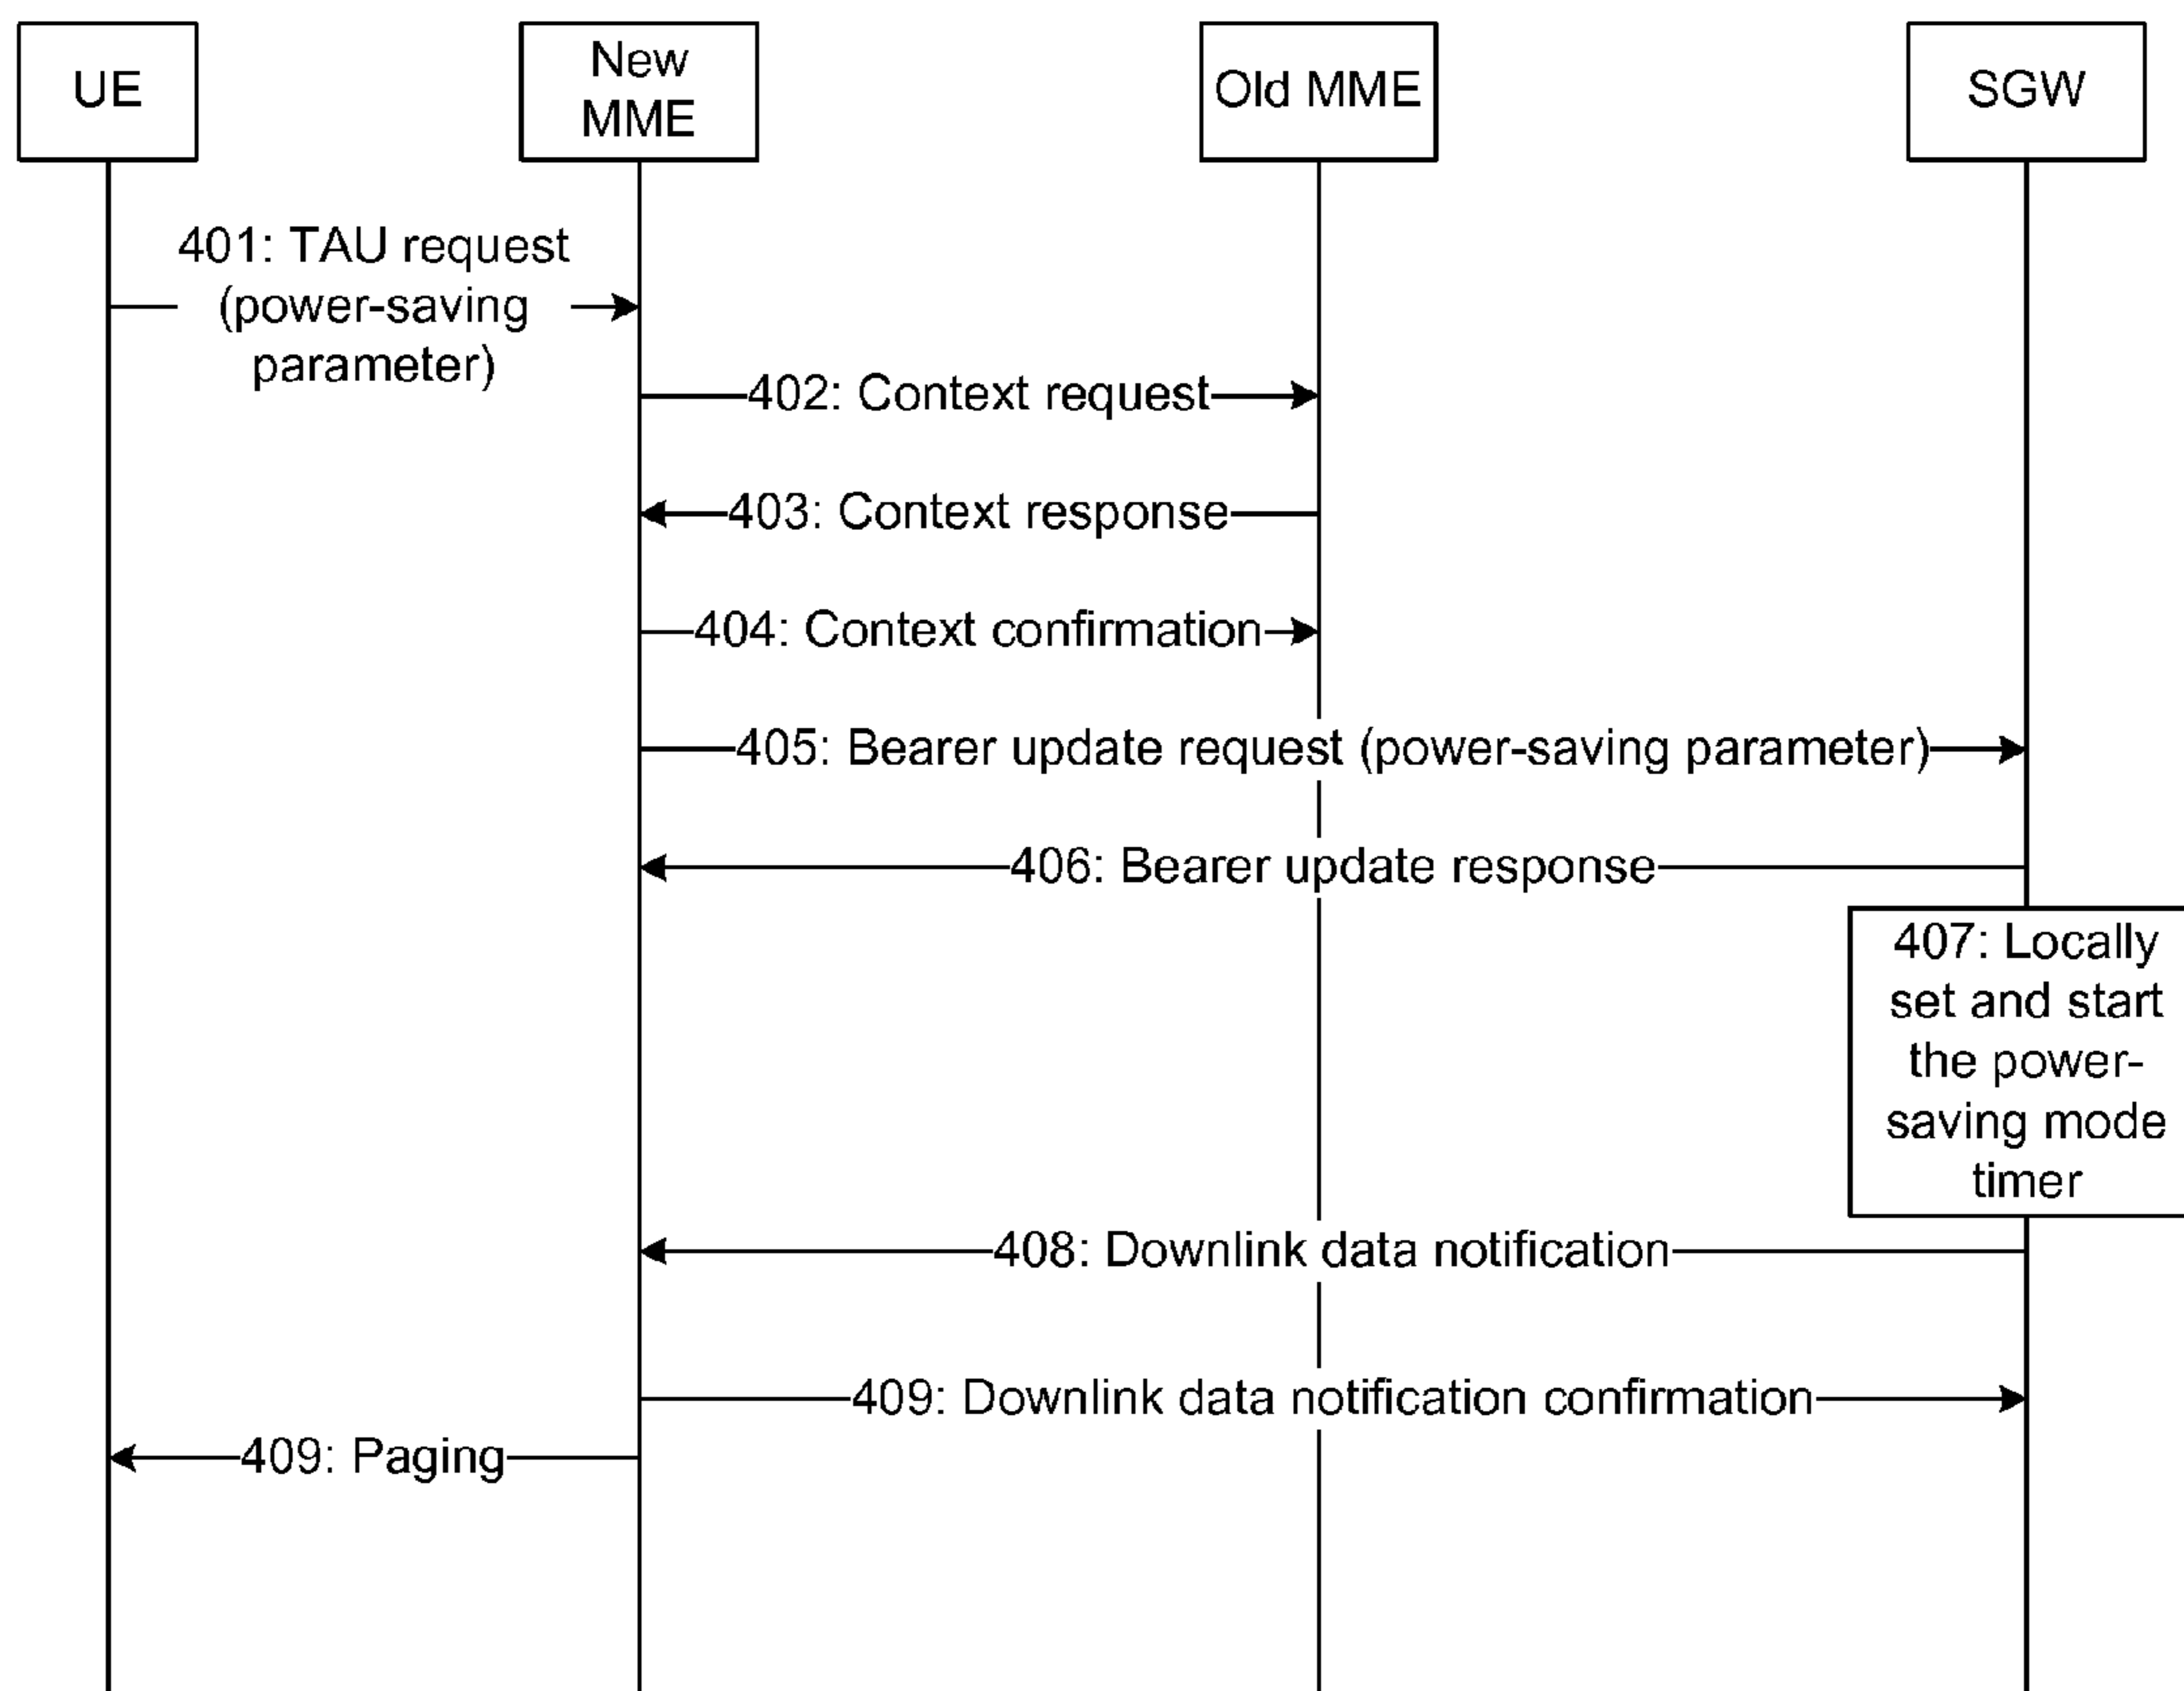 UE
New
MME
Old MME
SGW
401: TAU request
(power-saving
parameter)
402: Context request
403: Context response
404: Context confirmation
405: Bearer update request (power-saving parameter)
406: Bearer update response
407: Locally
set and start
the power-
saving mode
timer
408: Downlink data notification
409: Downlink data notification confirmation
409: Paging